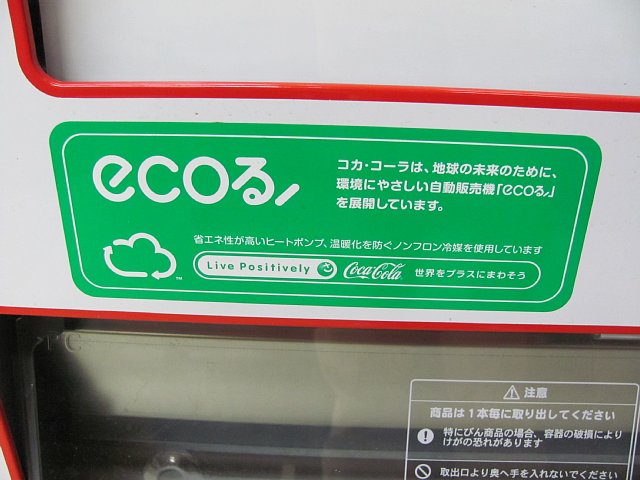 ecoる/
コカ・コーラは、地球の未来のために、
環境にやさしい自動販売機「ecoる/」
を展開しています。
省エネ性が高いヒートポンプ、温暖化を防ぐノンフロン冷媒を使用しています
TM
Live Positively Coca-Cola 世界をプラスにまわそう
注意
商品は1本毎に取り出してください
特にびん商品の場合、容器の破損により
けがの恐れがあります
取出口より奥へ手を入れないでください